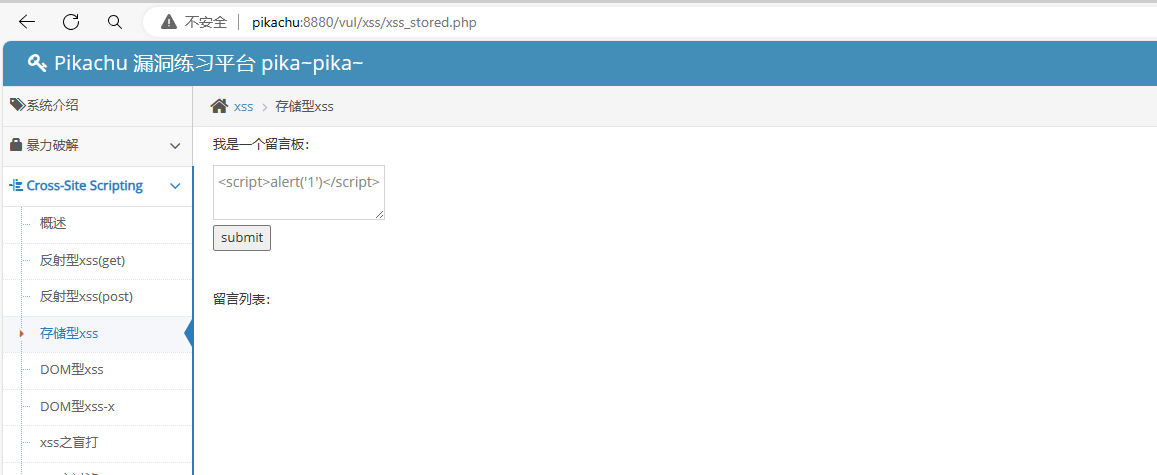 不安全 pikachu:8880/vul/xss/xss_stored.php
Pikachu 漏洞练习平台 pika~pika~
系统介绍
xss > 存储型xss
暴力破解
我是一个留言板：
<script>alert('1')</script>
Cross-Site Scripting
概述
submit
反射型xss(get)
反射型xss(post)
留言列表：
存储型xss
DOM型xss
DOM型xss-x
xss之盲打